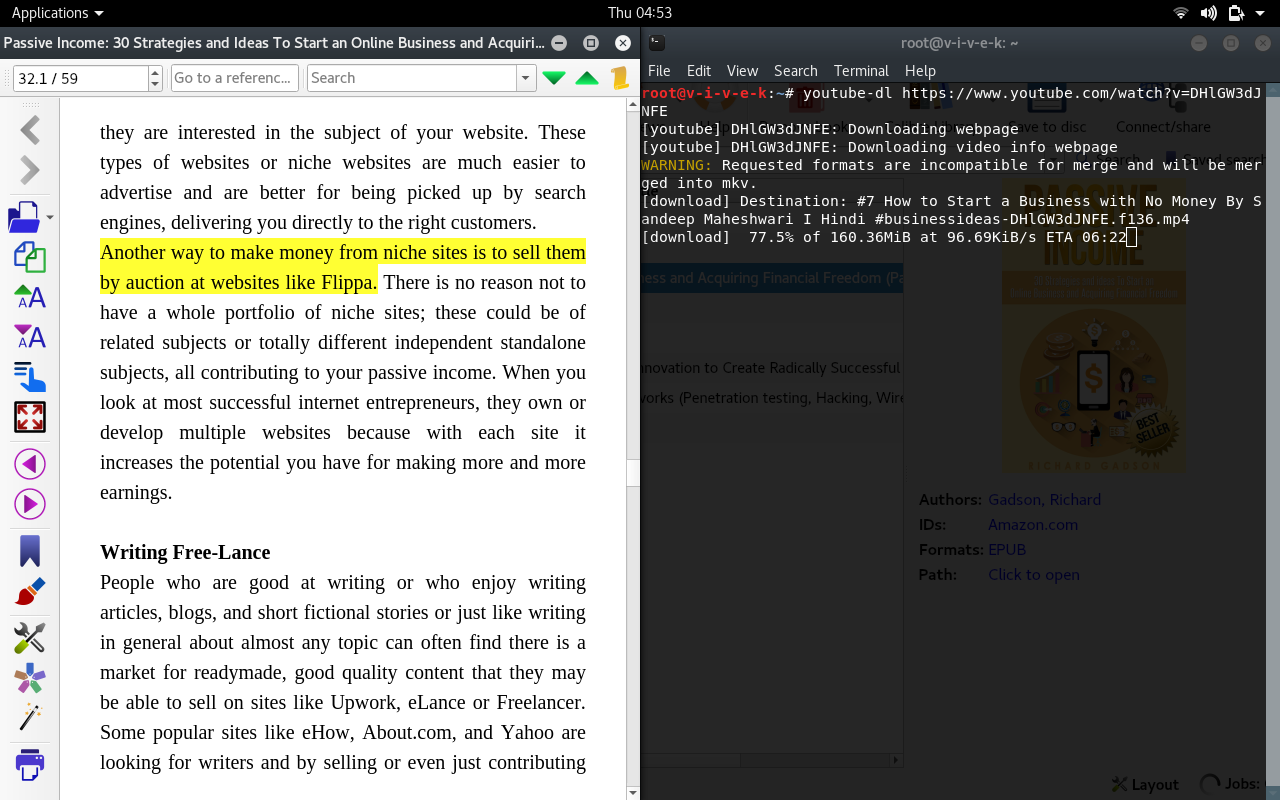 Applications
Thu 04:53
Passive Income: 30 Strategies and Ideas To Start an Online Business and Acquiri...
32.1 / 59
Go to a referenc...
Search
they are interested in the subject of your website. These
types of websites or niche websites are much easier to
advertise and are better for being picked up by search
engines, delivering you directly to the right customers.
Another way to make money from niche sites is to sell them
by auction at websites like Flippa. There is no reason not to
have a whole portfolio of niche sites; these could be of
related subjects or totally different independent standalone
subjects, all contributing to your passive income. When you
look at most successful internet entrepreneurs, they own or
develop multiple websites because with each site it
increases the potential you have for making more and more
earnings.
Writing Free-Lance
People who are good at writing or who enjoy writing
articles, blogs, and short fictional stories or just like writing
in general about almost any topic can often find there is a
market for readymade, good quality content that they may
be able to sell on sites like Upwork, eLance or Freelancer.
Some popular sites like eHow, About.com, and Yahoo are
looking for writers and by selling or even just contributing
root@v-i-v-e-k: ~
File Edit View Search Terminal Help
root@v-i-v-e-k:~# youtube-dl https://www.youtube.com/watch?v=DHlGW3dJ
NFE
[youtube] DHlGW3dJNFE: Downloading webpage
[youtube] DHlGW3dJNFE: Downloading video info webpage
WARNING: Requested formats are incompatible for merge and will be mer
ged into mkv.
[download] Destination: #7 How to Start a Business with No Money By S
andeep Maheshwari I Hindi #businessideas-DHlGW3dJNFE.f136.mp4
[download]  77.5% of 160.36MiB at 96.69KiB/s ETA 06:22
Save to disc
Connect/share
Search
Saved search
ess and Acquiring Financial Freedom (Pa
nnovation to Create Radically Successful
works (Penetration testing, Hacking, Wire
PASSIVE
INCOME
BEST
SELLER
RICHARD GADSON
Authors: Gadson, Richard
IDs: Amazon.com
Formats: EPUB
Path: Click to open
Layout
Jobs: